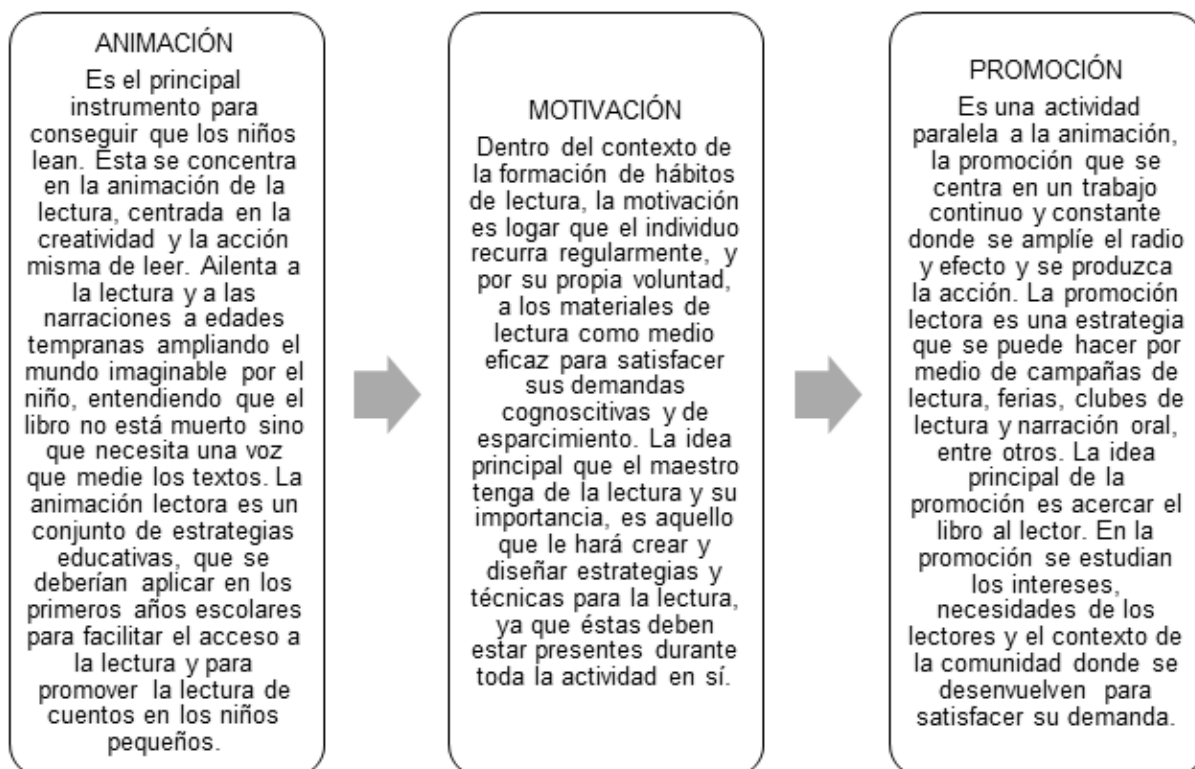 ANIMACIÓN
Es el principal
instrumento para
conseguir que los niños
lean. Esta se concentra
en la animación de la
lectura, centrada en la
creatividad y la acción
misma de leer. Ailenta a
la lectura y a las
narraciones a edades
tempranas ampliando el
mundo imaginable por el
niño, entendiendo que el
libro no está muerto sino
que necesita una voz
que medie los textos. La
animación lectora es un
conjunto de estrategias
educativas, que se
deberían aplicar en los
primeros años escolares
para facilitar el acceso a
la lectura y para
promover la lectura de
cuentos en los niños
pequeños.
MOTIVACIÓN
Dentro del contexto de
la formación de hábitos
de lectura, la motivación
es logar que el individuo
recurra regularmente, y
por su propia voluntad,
a los materiales de
lectura como medio
eficaz para satisfacer
sus demandas
cognoscitivas y de
esparcimiento. La idea
principal que el maestro
tenga de la lectura y su
importancia, es aquello
que le hará crear y
diseñar estrategias y
técnicas para la lectura,
ya que éstas deben
estar presentes durante
toda la actividad en sí.
PROMOCIÓN
Es una actividad
paralela a la animación,
la promoción que se
centra en un trabajo
continuo y constante
donde se amplíe el radio
y efecto y se produzca
la acción. La promoción
lectora es una estrategia
que se puede hacer por
medio de campañas de
lectura, ferias, clubes de
lectura y narración oral,
entre otros. La idea
principal de la
promoción es acercar el
libro al lector. En la
promoción se estudian
los intereses,
necesidades de los
lectores y el contexto de
la comunidad donde se
desenvuelven para
satisfacer su demanda.